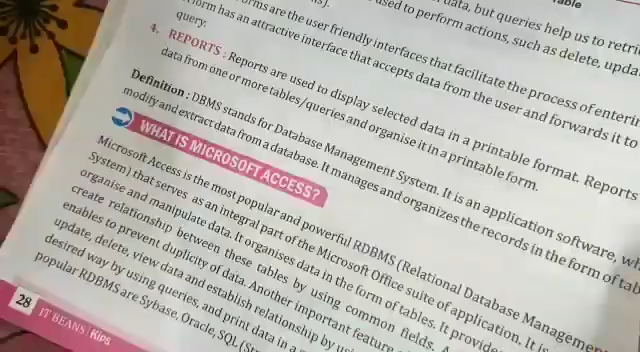 able
data, but queries help us to retri
used to perform actions, such as delete, upda
query.
orms are the user friendly interfaces that facilitate the process of enterin
form has an attractive interface that accepts data from the user and forwards it to
4. REPORTS : Reports are used to display selected data in a printable format. Reports
data from one or more tables/queries and organise it in a printable form.
Definition : DBMS stands for Database Management System. It is an application software, wh
modify and extract data from a database. It manages and organizes the records in the form of tab
WHAT IS MICROSOFT ACCESS?
Microsoft Access is the most popular and powerful RDBMS (Relational Database Managemen
System) that serves as an integral part of the Microsoft Office suite of application. It is
organise and manipulate data. It organises data in the form of tables. It provide
create relationship between these tables by using common fields. A
enables to prevent duplicity of data. Another important feature
update, delete, view data and establish relationship by
desired way by using queries, and print data in a
popular RDBMS are Sybase, Oracle, SQL
28 IT BEANS | Kips